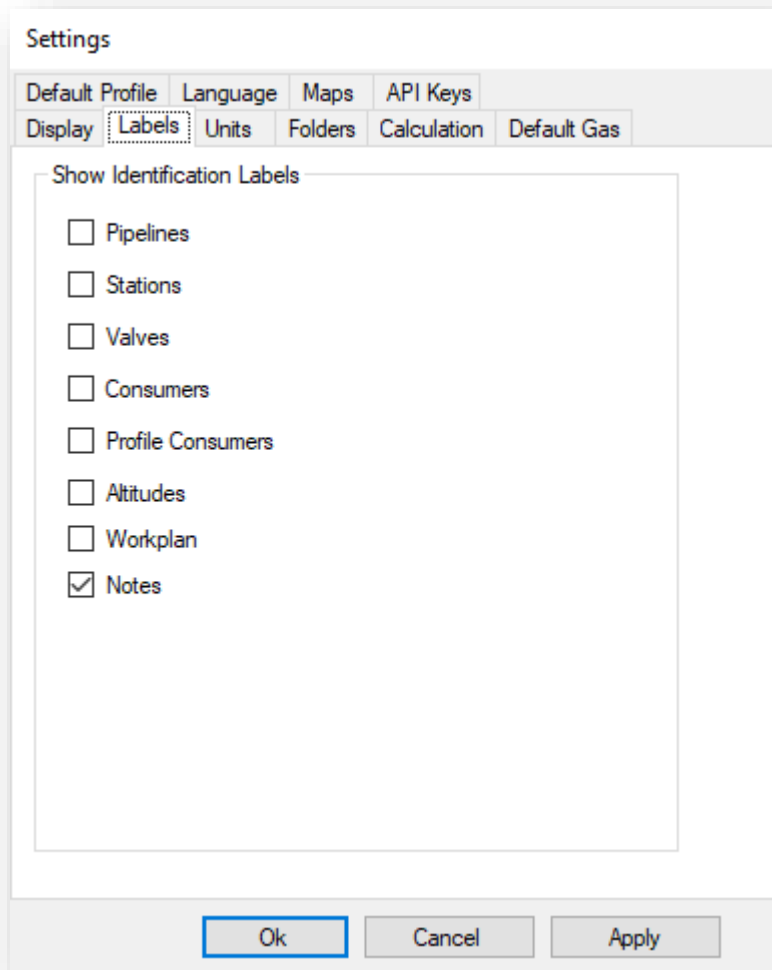 Settings
Default Profile Language Maps API Keys
Display Labels Units Folders Calculation Default Gas
Show Identification Labels
Pipelines
Stations
Valves
Consumers
Profile Consumers
Altitudes
Workplan
Notes
Ok Cancel Apply